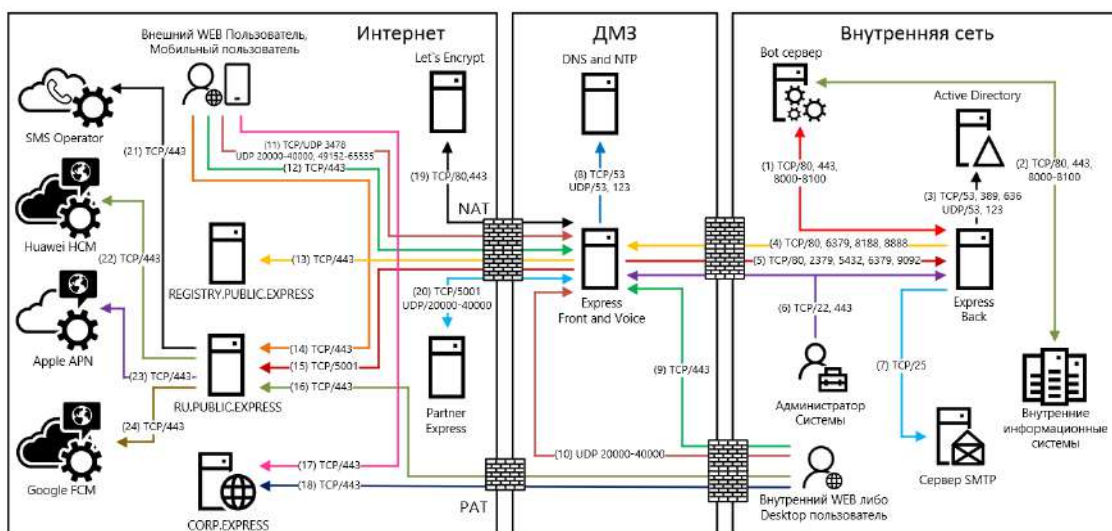 Интернет
ДМЗ
Внутренняя сеть
Внешний WEB Пользователь,
Мобильный пользователь
Let`s Encrypt
DNS and NTP
Bot сервер
Active Directory
SMS Operator
(21) TCP/443
(11) TCP/UDP 3478
UDP 20000-40000, 49152-65535
(12) TCP/443
(19) TCP/80,443
(8) TCP/53
UDP/53, 123
(1) TCP/80, 443,
8000-8100
(2) TCP/80, 443,
8000-8100
(3) TCP/53, 389, 636
UDP/53, 123
NAT
Huawei HCM
(22) TCP/443
(13) TCP/443
REGISTRY.PUBLIC.EXPRESS
(20) TCP/5001
UDP/20000-40000
Express
Front and Voice
(4) TCP/80, 6379, 8188, 8888
(5) TCP/80, 2379, 5432, 6379, 9092
Express
Back
(6) TCP/22, 443
(7) TCP/25
Apple APN
(23) TCP/443
(14) TCP/443
(15) TCP/5001
(16) TCP/443
RU.PUBLIC.EXPRESS
Partner
Express
(9) TCP/443
Администратор
Системы
Внутренние
информационные
системы
(24) TCP/443
Google FCM
(17) TCP/443
(18) TCP/443
CORP.EXPRESS
PAT
(10) UDP 20000-40000
Внутренний WEB либо
Desktop пользователь
Сервер SMTP